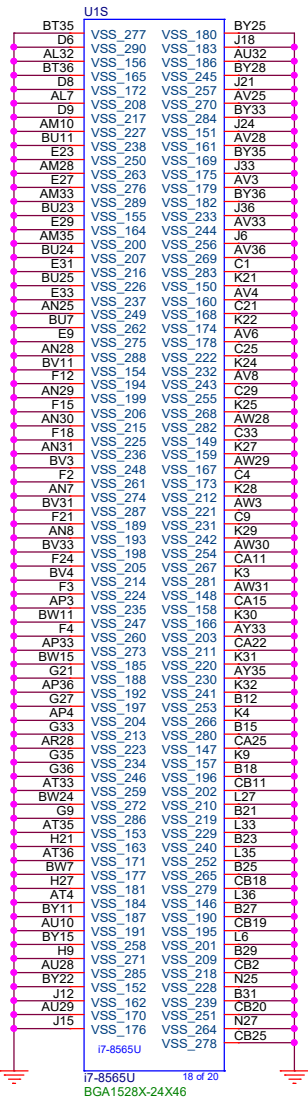 U1S
BT35 VSS_277 VSS_180 BY25
D6 VSS_290 VSS_183 J18
AL32 VSS_156 VSS_186 AU32
BT36 VSS_165 VSS_245 BY28
D8 VSS_172 VSS_257 J21
AL7 VSS_208 VSS_270 AV25
D9 VSS_217 VSS_284 BY33
AM10 VSS_227 VSS_151 J24
BU11 VSS_238 VSS_161 AV28
E23 VSS_250 VSS_169 BY35
AM28 VSS_263 VSS_175 J33
E27 VSS_276 VSS_179 AV3
AM33 VSS_289 VSS_182 BY36
BU23 VSS_155 VSS_233 J36
E29 VSS_164 VSS_244 AV33
AM35 VSS_200 VSS_256 J6
BU24 VSS_207 VSS_269 AV36
E31 VSS_216 VSS_283 C1
BU25 VSS_226 VSS_150 K21
E33 VSS_237 VSS_160 AV4
AN25 VSS_249 VSS_168 C21
BU7 VSS_262 VSS_174 K22
E9 VSS_275 VSS_178 AV6
AN28 VSS_288 VSS_222 C25
BV11 VSS_154 VSS_232 K24
F12 VSS_194 VSS_243 AV8
AN29 VSS_199 VSS_255 C29
F15 VSS_206 VSS_268 K25
AN30 VSS_215 VSS_282 AW28
F18 VSS_225 VSS_149 C33
AN31 VSS_236 VSS_159 K27
BV3 VSS_248 VSS_167 AW29
F2 VSS_261 VSS_173 C4
AN7 VSS_274 VSS_212 K28
BV31 VSS_287 VSS_221 AW3
F21 VSS_189 VSS_231 C9
AN8 VSS_193 VSS_242 K29
BV33 VSS_198 VSS_254 AW30
F24 VSS_205 VSS_267 CA11
BV4 VSS_214 VSS_281 K3
F3 VSS_224 VSS_148 AW31
AP3 VSS_235 VSS_158 CA15
BW11 VSS_247 VSS_166 K30
F4 VSS_260 VSS_203 AY33
AP33 VSS_273 VSS_211 CA22
BW15 VSS_185 VSS_220 K31
G21 VSS_188 VSS_230 AY35
AP36 VSS_192 VSS_241 K32
G27 VSS_197 VSS_253 B12
AP4 VSS_204 VSS_266 K4
G33 VSS_213 VSS_280 B15
AR28 VSS_223 VSS_147 CA25
G35 VSS_234 VSS_157 K9
G36 VSS_246 VSS_196 B18
AT33 VSS_259 VSS_202 CB11
BW24 VSS_272 VSS_210 L27
G9 VSS_286 VSS_219 B21
AT35 VSS_153 VSS_229 L33
H21 VSS_163 VSS_240 B23
AT36 VSS_171 VSS_252 L35
BW7 VSS_177 VSS_265 B25
H27 VSS_181 VSS_279 CB18
AT4 VSS_184 VSS_146 L36
BY11 VSS_187 VSS_190 B27
AU10 VSS_191 VSS_195 CB19
BY15 VSS_258 VSS_201 L6
H9 VSS_271 VSS_209 B29
AU28 VSS_285 VSS_218 CB2
BY22 VSS_152 VSS_228 N25
J12 VSS_162 VSS_239 B31
AU29 VSS_170 VSS_251 CB20
J15 VSS_176 VSS_264 N27
VSS_278 CB25
i7-8565U
i7-8565U 18 of 20
BGA1528X-24X46